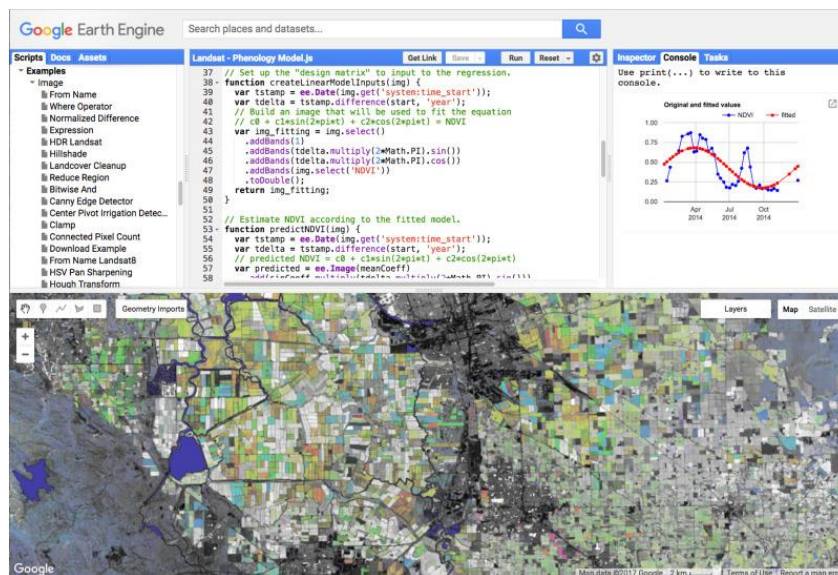 Google Earth Engine
Search places and datasets...
Scripts Docs Assets
Examples
Image
From Name
Where Operator
Normalized Difference
Expression
HDR Landsat
Hillshade
Landcover Cleanup
Reduce Region
Bitwise And
Canny Edge Detector
Center Pivot Irrigation Detec...
Clamp
Connected Pixel Count
Download Example
From Name Landsat8
HSV Pan Sharpening
Hough Transform
Landsat - Phenology Model.js
Get Link Save Run Reset
37 // Set up the "design matrix" to input to the regression.
38 function createLinearModelInputs(img) {
39 var tstamp = ee.Date(img.get('system:time_start'));
40 var tdelta = tstamp.difference(start, 'year');
41 // Build an image that will be used to fit the equation
42 // c0 + c1*sin(2*pi*t) + c2*cos(2*pi*t) = NDVI
43 var img_fitting = img.select()
44 .addBands(1)
45 .addBands(tdelta.multiply(2*Math.PI).sin())
46 .addBands(tdelta.multiply(2*Math.PI).cos())
47 .addBands(img.select('NDVI'))
48 .toDouble();
49 return img_fitting;
50 }
51
52 // Estimate NDVI according to the fitted model.
53 function predictNDVI(img) {
54 var tstamp = ee.Date(img.get('system:time_start'));
55 var tdelta = tstamp.difference(start, 'year');
56 // predicted NDVI = c0 + c1*sin(2*pi*t) + c2*cos(2*pi*t)
57 var predicted = ee.Image(meanCoeff)
58 .add(sinCoeff.multiply(tdelta.multiply(2*Math.PI).sin()))
Inspector Console Tasks
Use print(...) to write to this
console.
Original and fitted values
NDVI fitted
1.00
0.75
0.50
0.25
0.00
Apr 2014
Jul 2014
Oct 2014
Geometry Imports
Layers
Map Satellite
+
-
Google
Map data ©2017 Google 2 km Terms of Use Report a map